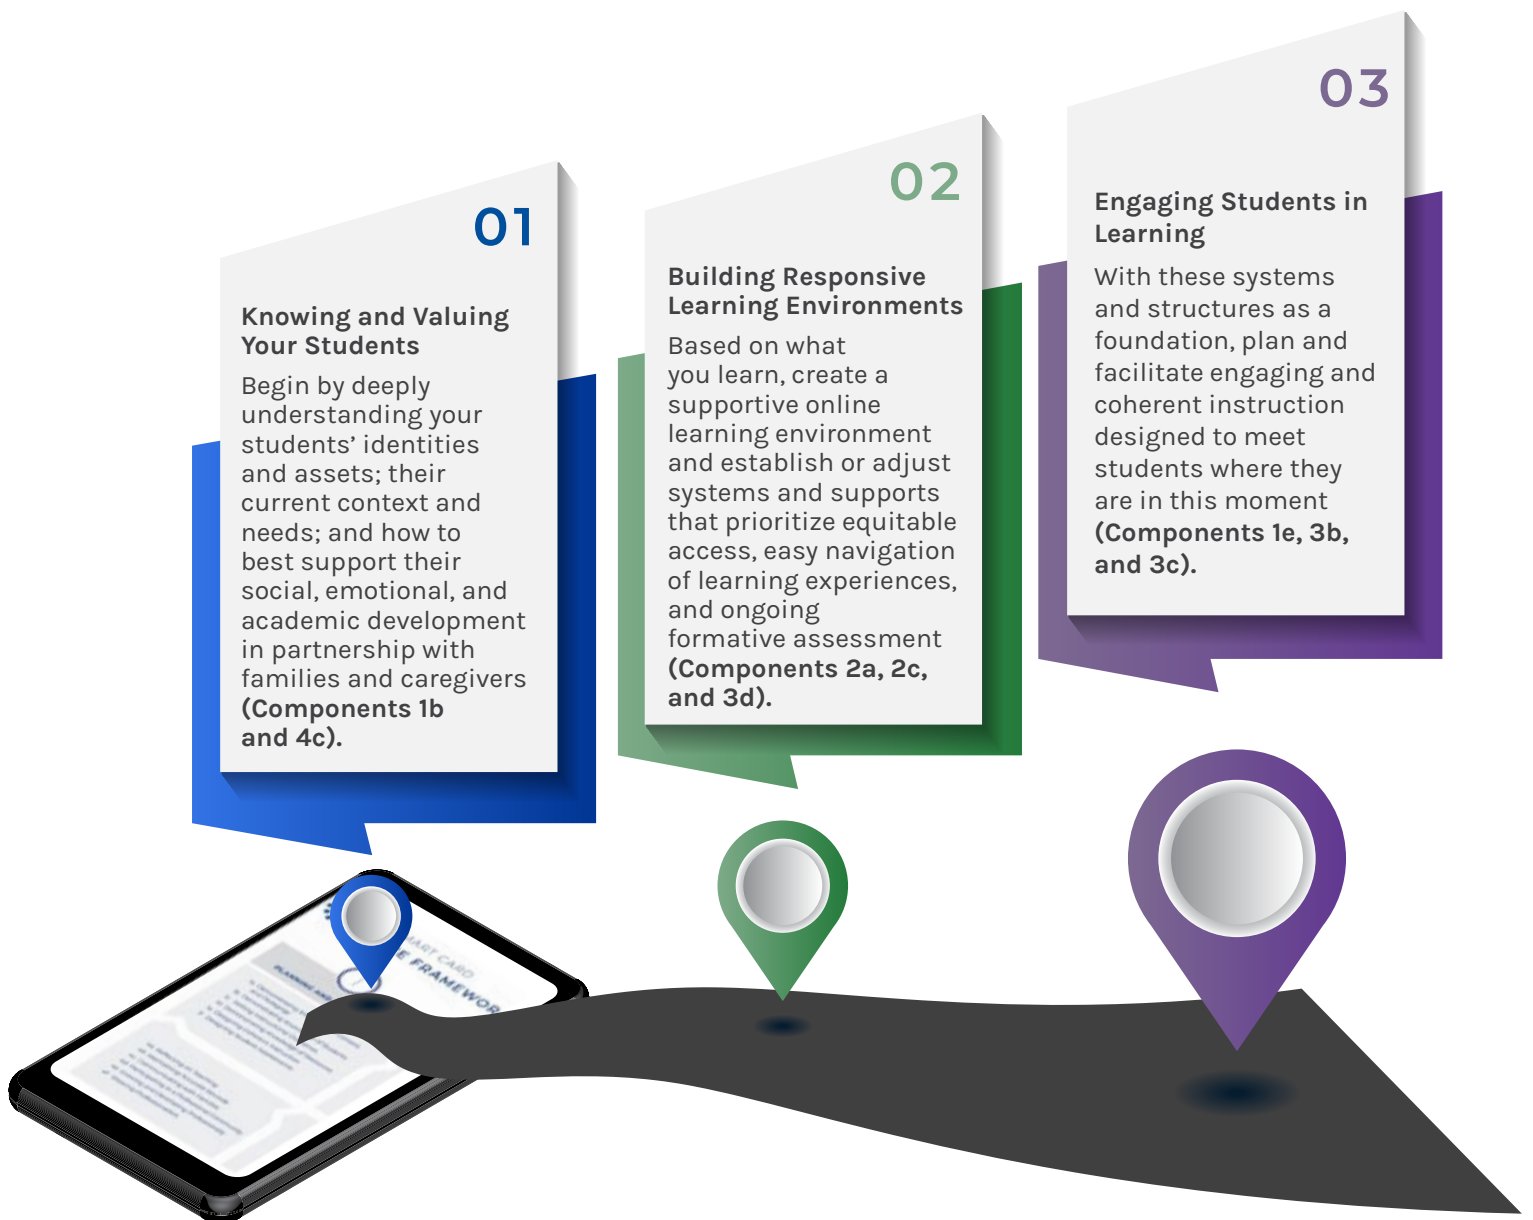 01
Knowing and Valuing
Your Students
Begin by deeply
understanding your
students’ identities
and assets; their
current context and
needs; and how to
best support their
social, emotional, and
academic development
in partnership with
families and caregivers
(Components 1b
and 4c).
02
Building Responsive
Learning Environments
Based on what
you learn, create a
supportive online
learning environment
and establish or adjust
systems and supports
that prioritize equitable
access, easy navigation
of learning experiences,
and ongoing
formative assessment
(Components 2a, 2c,
and 3d).
03
Engaging Students in
Learning
With these systems
and structures as a
foundation, plan and
facilitate engaging and
coherent instruction
designed to meet
students where they
are in this moment
(Components 1e, 3b,
and 3c).
CARD